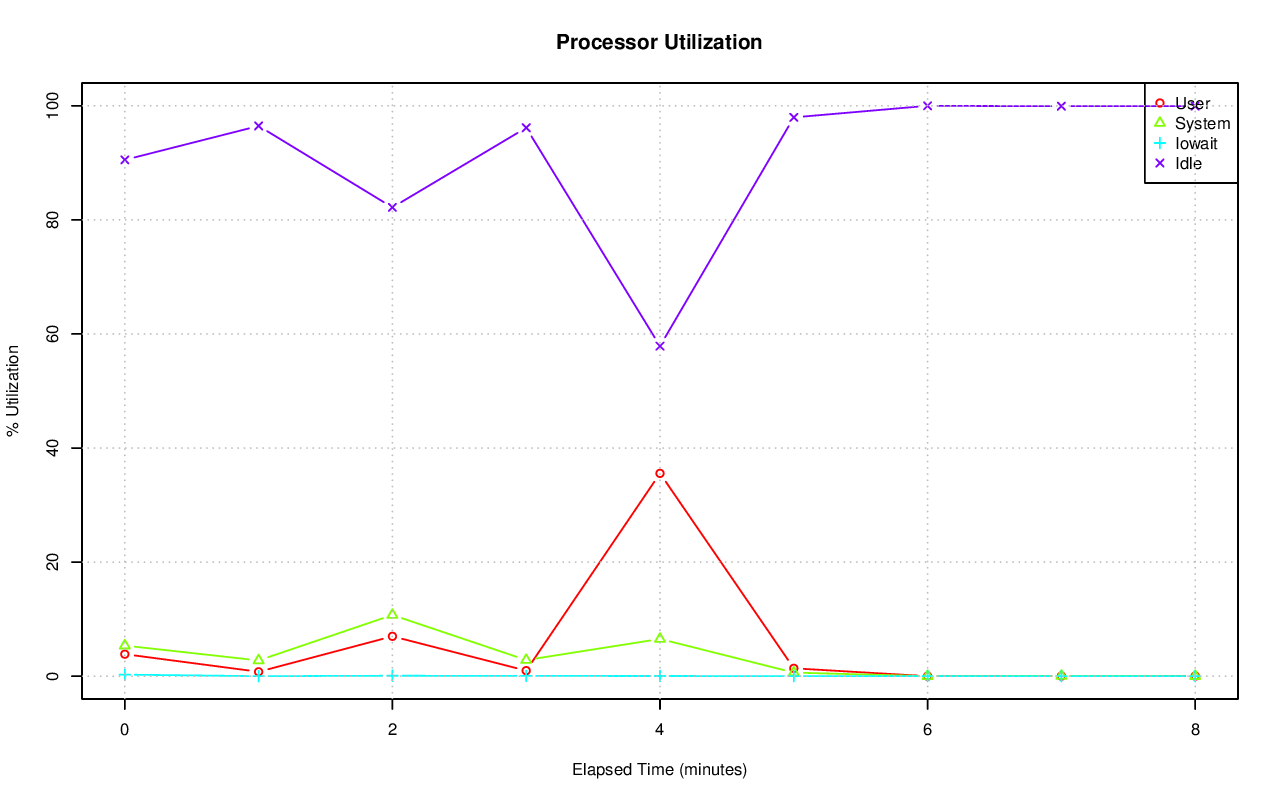 Processor Utilization
% Utilization
100
80
60
40
20
0
User
System
Iowait
Idle
0 2 4 6 8
Elapsed Time (minutes)